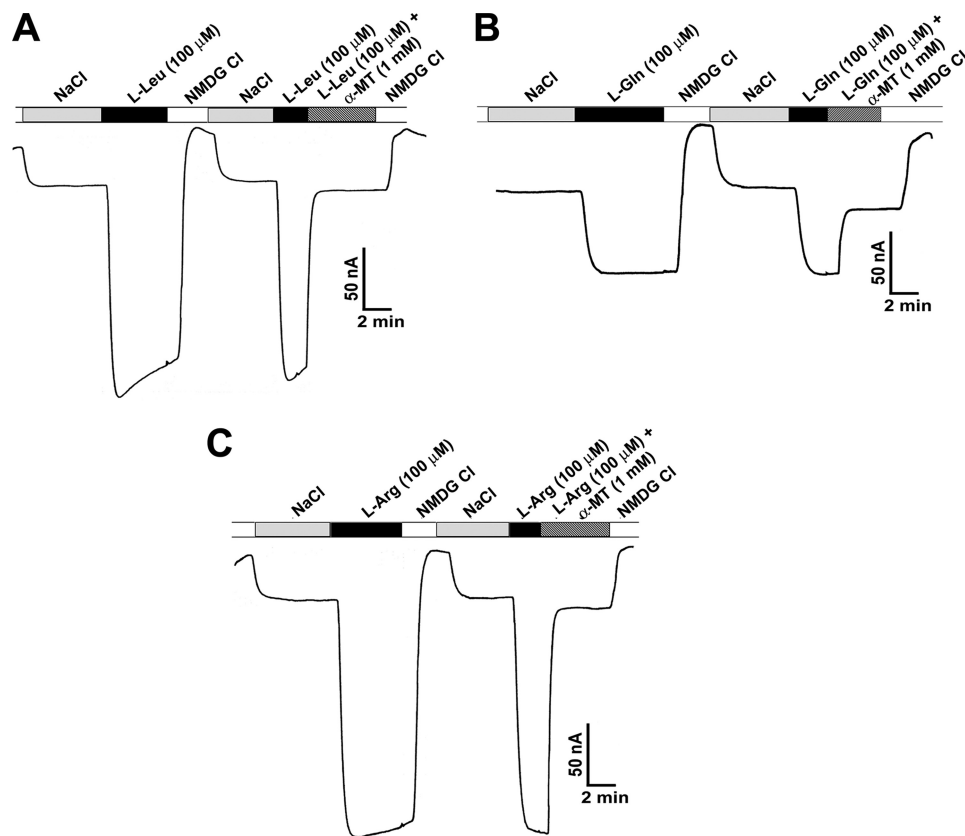 A
NaCl
L-Leu (100 μM)
NMDG Cl
NaCl
L-Leu (100 μM)
L-Leu (100 μM) +
α-MT (1 mM)
NMDG Cl
50 nA
2 min
B
NaCl
L-Gln (100 μM)
NMDG Cl
NaCl
L-Gln (100 μM)
L-Gln (100 μM) +
α-MT (1 mM)
NMDG Cl
50 nA
2 min
C
NaCl
L-Arg (100 μM)
NMDG Cl
NaCl
L-Arg (100 μM)
L-Arg (100 μM) +
α-MT (1 mM)
NMDG Cl
50 nA
2 min